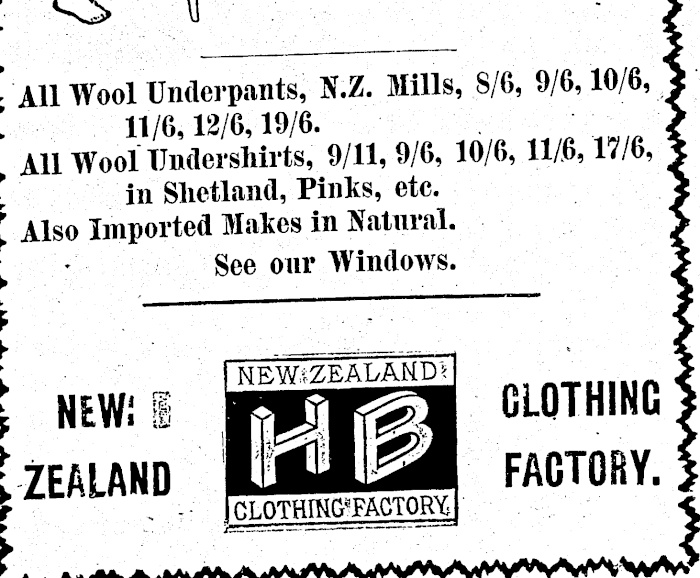 All Wool Underpants, N.Z. Mills, 8/6, 9/6, 10/6,
11/6, 12/6, 19/6.
All Wool Undershirts, 9/11, 9/6, 10/6, 11/6, 17/6,
in Shetland, Pinks, etc.
Also Imported Makes in Natural.
See our Windows.
NEW
ZEALAND
NEW ZEALAND
HB
CLOTHING FACTORY.
CLOTHING
FACTORY.